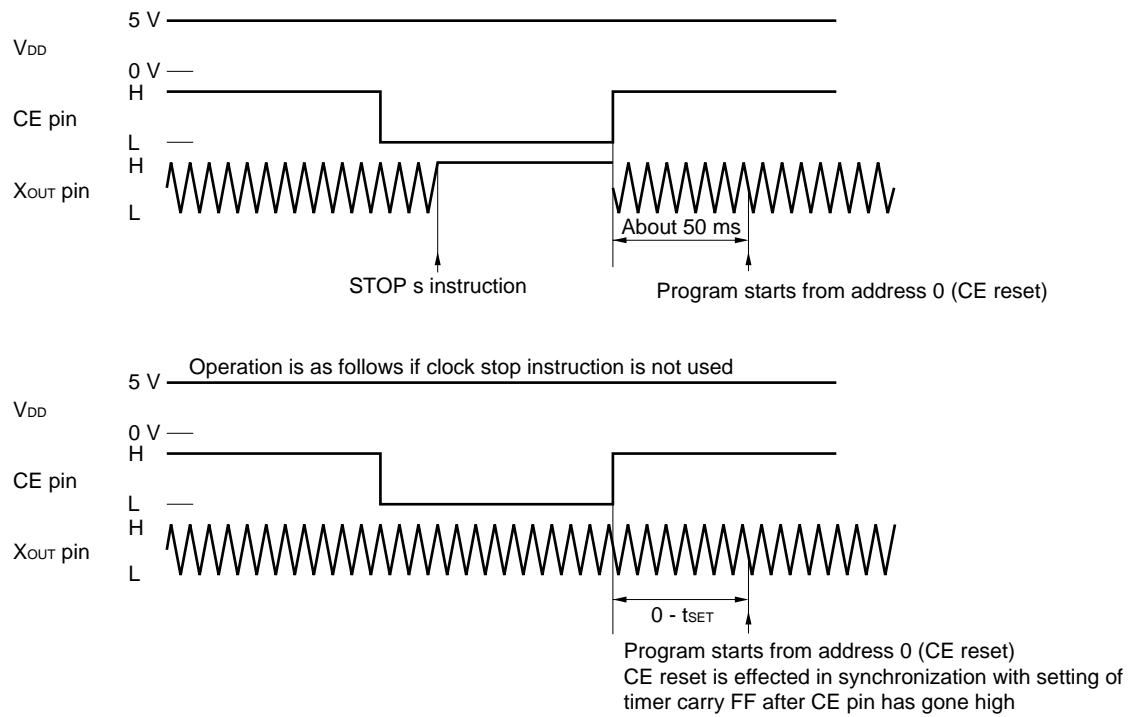 5 V
VDD
0 V
H
CE pin
L
H
XOUT pin
L
About 50 ms
STOP s instruction
Program starts from address 0 (CE reset)
Operation is as follows if clock stop instruction is not used
5 V
VDD
0 V
H
CE pin
L
H
XOUT pin
L
0 - tSET
Program starts from address 0 (CE reset)
CE reset is effected in synchronization with setting of
timer carry FF after CE pin has gone high